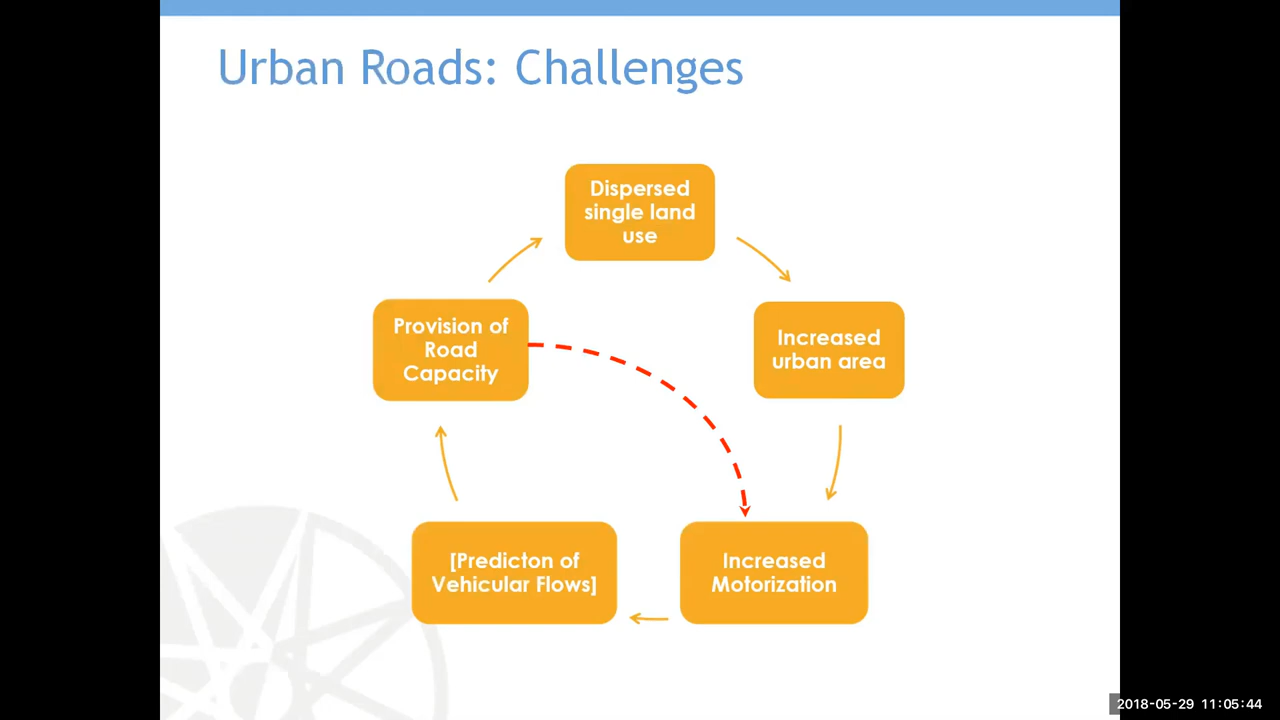 Urban Roads: Challenges
Dispersed
single land
use
Provision of
Road
Capacity
Increased
urban area
[Predicton of
Vehicular Flows]
Increased
Motorization
2018-05-29 11:05:44